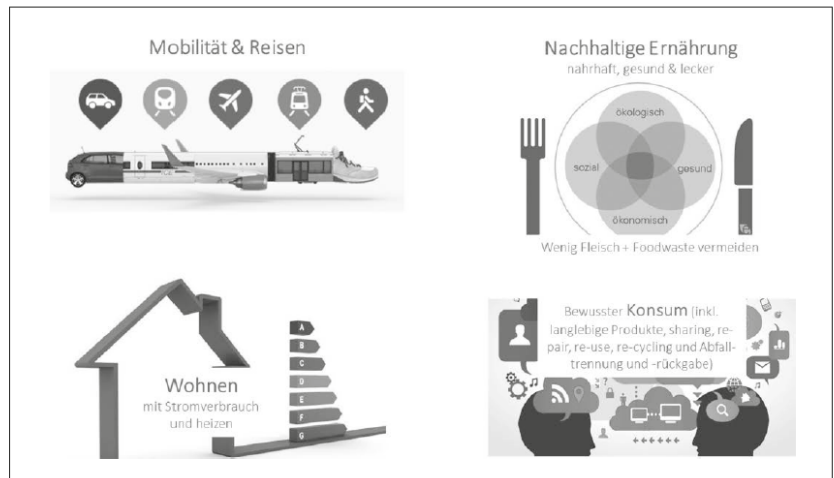 Mobilität & Reisen
Nachhaltige Ernährung
nahrhaft, gesund & lecker
ökologisch
sozial
gesund
ökonomisch
Wenig Fleisch + Foodwaste vermeiden
Wohnen
mit Stromverbrauch
und heizen
A
B
C
D
E
F
G
Bewusster Konsum (inkl.
langlebige Produkte, sharing, re-
pair, re-use, re-cycling und Abfall-
trennung und -rückgabe)